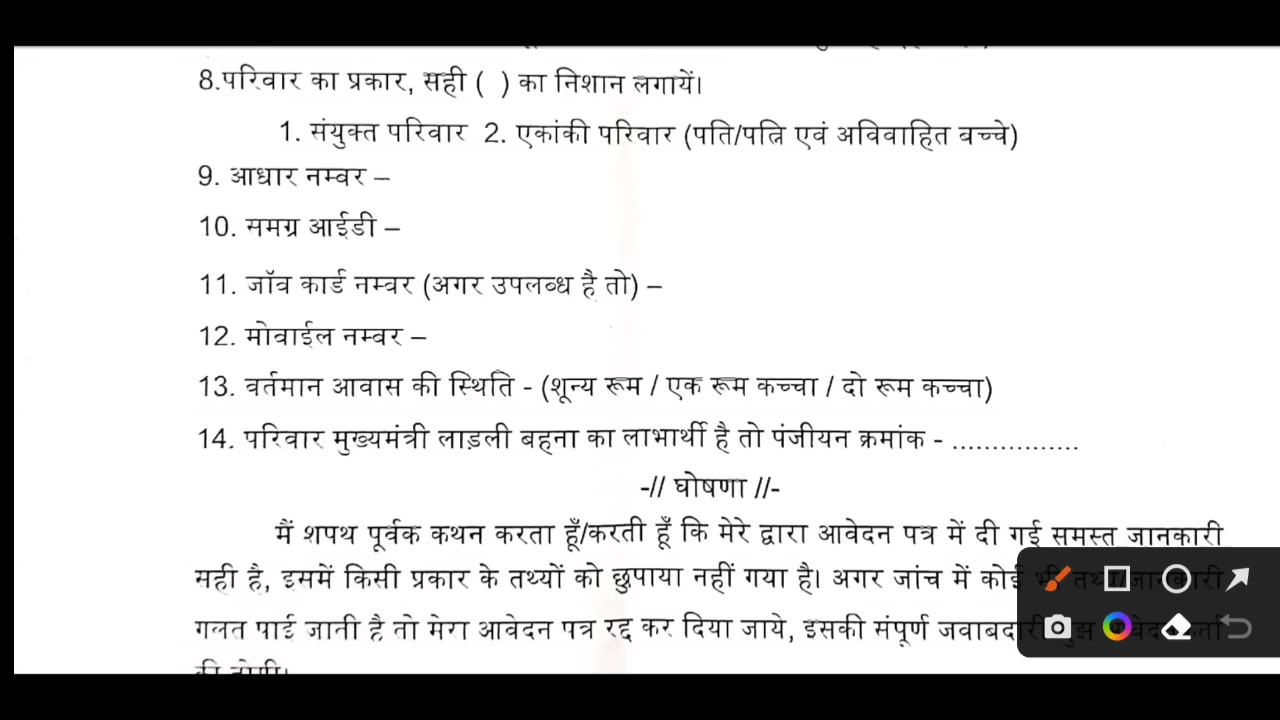 8.परिवार का प्रकार, सही ( ) का निशान लगायें।
1. संयुक्त परिवार 2. एकांकी परिवार (पति/पत्नि एवं अविवाहित बच्चे)
9. आधार नम्बर –
10. समग्र आईडी –
11. जॉव कार्ड नम्वर (अगर उपलब्ध है तो) –
12. मोवाईल नम्बर –
13. वर्तमान आवास की स्थिति - (शून्य रूम / एक रूम कच्चा / दो रूम कच्चा)
14. परिवार मुख्यमंत्री लाड़ली बहना का लाभार्थी है तो पंजीयन क्रमांक - ................
-// घोषणा //-
मैं शपथ पूर्वक कथन करता हूँ/करती हूँ कि मेरे द्वारा आवेदन पत्र में दी गई समस्त जानकारी
सही है, इसमें किसी प्रकार के तथ्यों को छुपाया नहीं गया है। अगर जांच में कोई भी तथ्य/जानकारी
गलत पाई जाती है तो मेरा आवेदन पत्र रद्द कर दिया जाये, इसकी संपूर्ण जवाबदारी मुझ